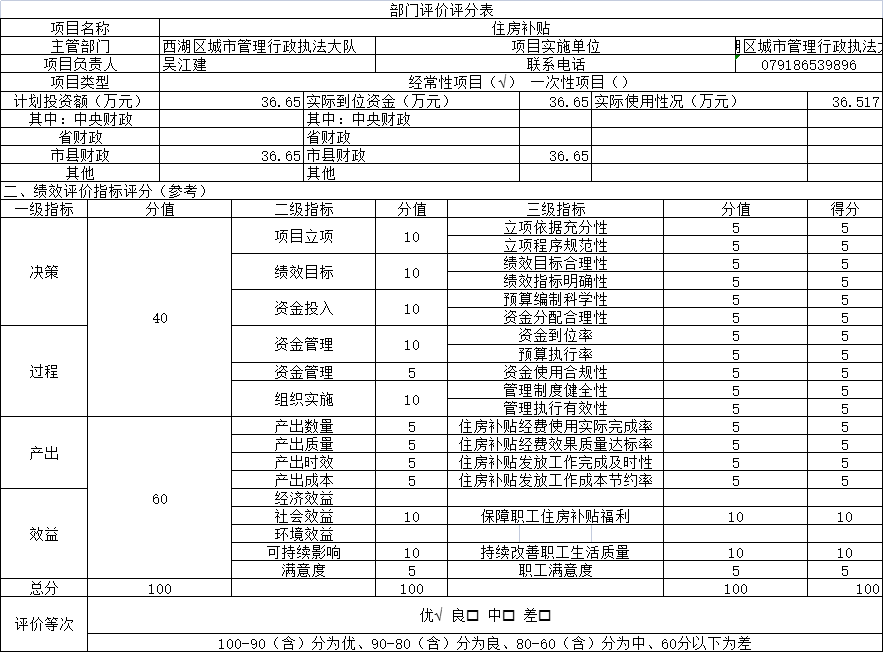 部门评价评分表
项目名称 住房补贴
主管部门 西湖区城市管理行政执法大队 项目实施单位 区城市管理行政执法
项目负责人 吴江建 联系电话 079186539896
项目类型 经常性项目（√） 一次性项目（）
计划投资额（万元） 36.65 实际到位资金（万元） 36.65 实际使用性况（万元） 36.517
其中：中央财政 其中：中央财政
省财政 省财政
市县财政 36.65 市县财政 36.65
其他 其他
二、绩效评价指标评分（参考）
一级指标 分值 二级指标 分值 三级指标 分值 得分
决策 40 项目立项 10 立项依据充分性 5 5
立项程序规范性 5 5
绩效目标 10 绩效目标合理性 5 5
绩效指标明确性 5 5
资金投入 10 预算编制科学性 5 5
资金分配合理性 5 5
过程 资金管理 10 资金到位率 5 5
预算执行率 5 5
资金管理 5 资金使用合规性 5 5
组织实施 10 管理制度健全性 5 5
管理执行有效性 5 5
产出 60 产出数量 5 住房补贴经费使用实际完成率 5 5
产出质量 5 住房补贴经费效果质量达标率 5 5
产出时效 5 住房补贴发放工作完成及时性 5 5
产出成本 5 住房补贴发放工作成本节约率 5 5
效益 经济效益
社会效益 10 保障职工住房补贴福利 10 10
环境效益
可持续影响 10 持续改善职工生活质量 10 10
满意度 5 职工满意度 5 5
总分 100 100 100 100
评价等次 优√ 良□ 中□ 差□
100-90（含）分为优、90-80（含）分为良、80-60（含）分为中、60分以下为差